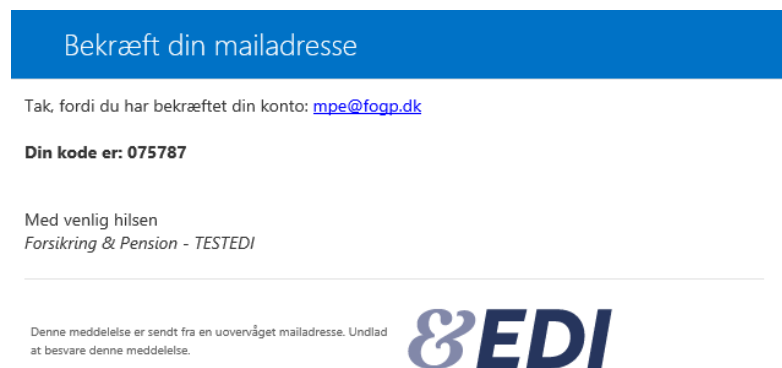 Bekræft din mailadresse
Tak, fordi du har bekræftet din konto: mpe@fogp.dk
Din kode er: 075787
Med venlig hilsen
Forsikring & Pension - TESTEDI
Denne meddelelse er sendt fra en uovervåget mailadresse. Undlad
at besvare denne meddelelse.
&EDI